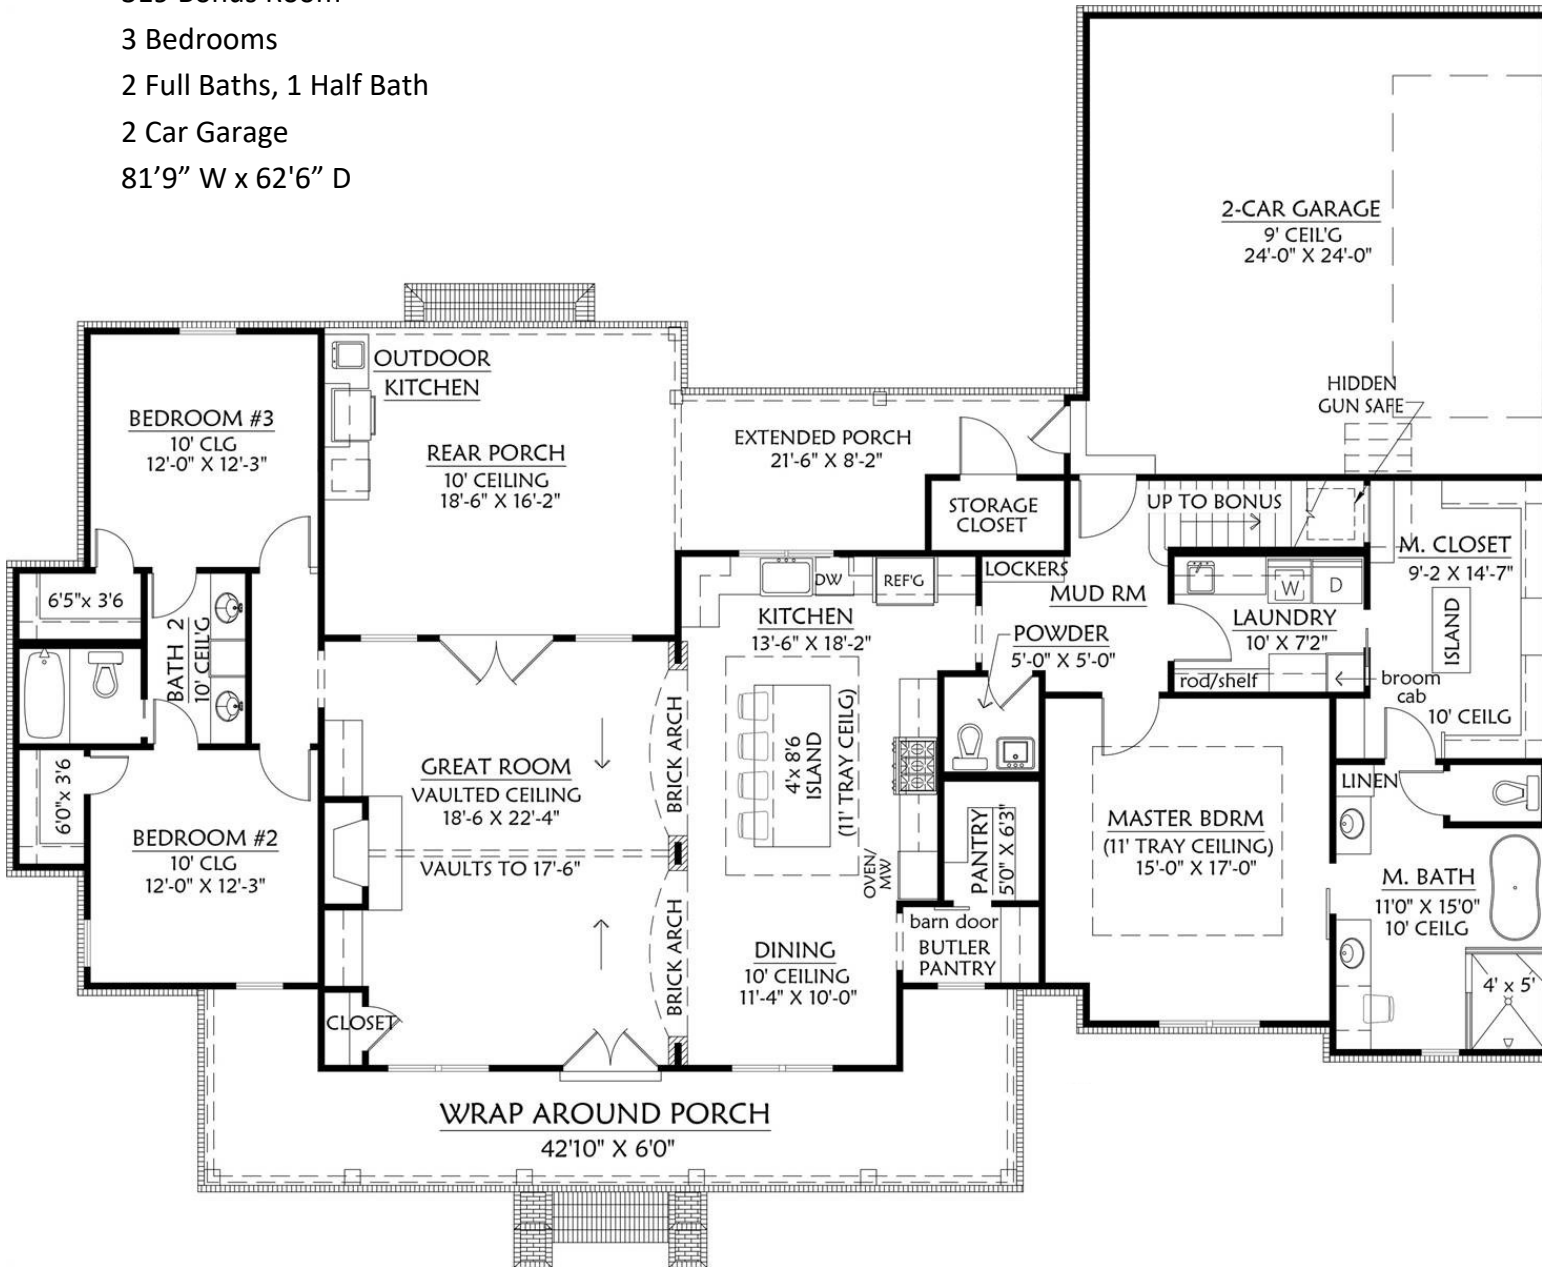 3 Bedrooms
2 Full Baths, 1 Half Bath
2 Car Garage
81’9” W x 62'6” D
2-CAR GARAGE
9' CEIL'G
24'-0" X 24'-0"
HIDDEN
GUN SAFE
OUTDOOR
KITCHEN
BEDROOM #3
10' CLG
12'-0" X 12'-3"
REAR PORCH
10' CEILING
18'-6" X 16'-2"
EXTENDED PORCH
21'-6" X 8'-2"
STORAGE
CLOSET
UP TO BONUS
M. CLOSET
9'-2 X 14'-7"
ISLAND
10' CEILG
6'5"x 3'6
BATH 2
10' CEIL'G
DW
REF'G
LOCKERS
MUD RM
W
D
LAUNDRY
10' X 7'2"
rod/shelf
broom
cab
KITCHEN
13'-6" X 18'-2"
POWDER
5'-0" X 5'-0"
6'0"x 3'6
GREAT ROOM
VAULTED CEILING
18'-6 X 22'-4"
VAULTS TO 17'-6"
BRICK ARCH
BRICK ARCH
4'x 8'6
ISLAND
(11' TRAY CEILG)
OVEN/
MW
PANTRY
5'0" X 6'3"
MASTER BDRM
(11' TRAY CEILING)
15'-0" X 17'-0"
LINEN
M. BATH
11'0" X 15'0"
10' CEILG
4' x 5'
BEDROOM #2
10' CLG
12'-0" X 12'-3"
barn door
BUTLER
PANTRY
DINING
10' CEILING
11'-4" X 10'-0"
CLOSET
WRAP AROUND PORCH
42'10" X 6'0"